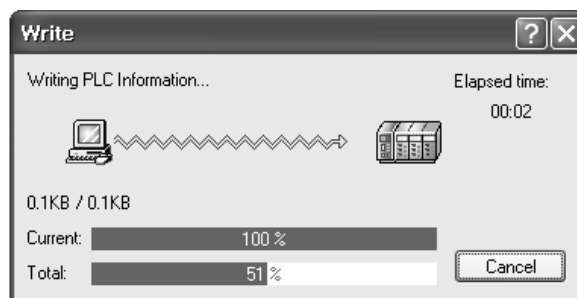 Write
Writing PLC Information...
Elapsed time:
00:02
0.1KB / 0.1KB
Current: 100 %
Total: 51 %
Cancel